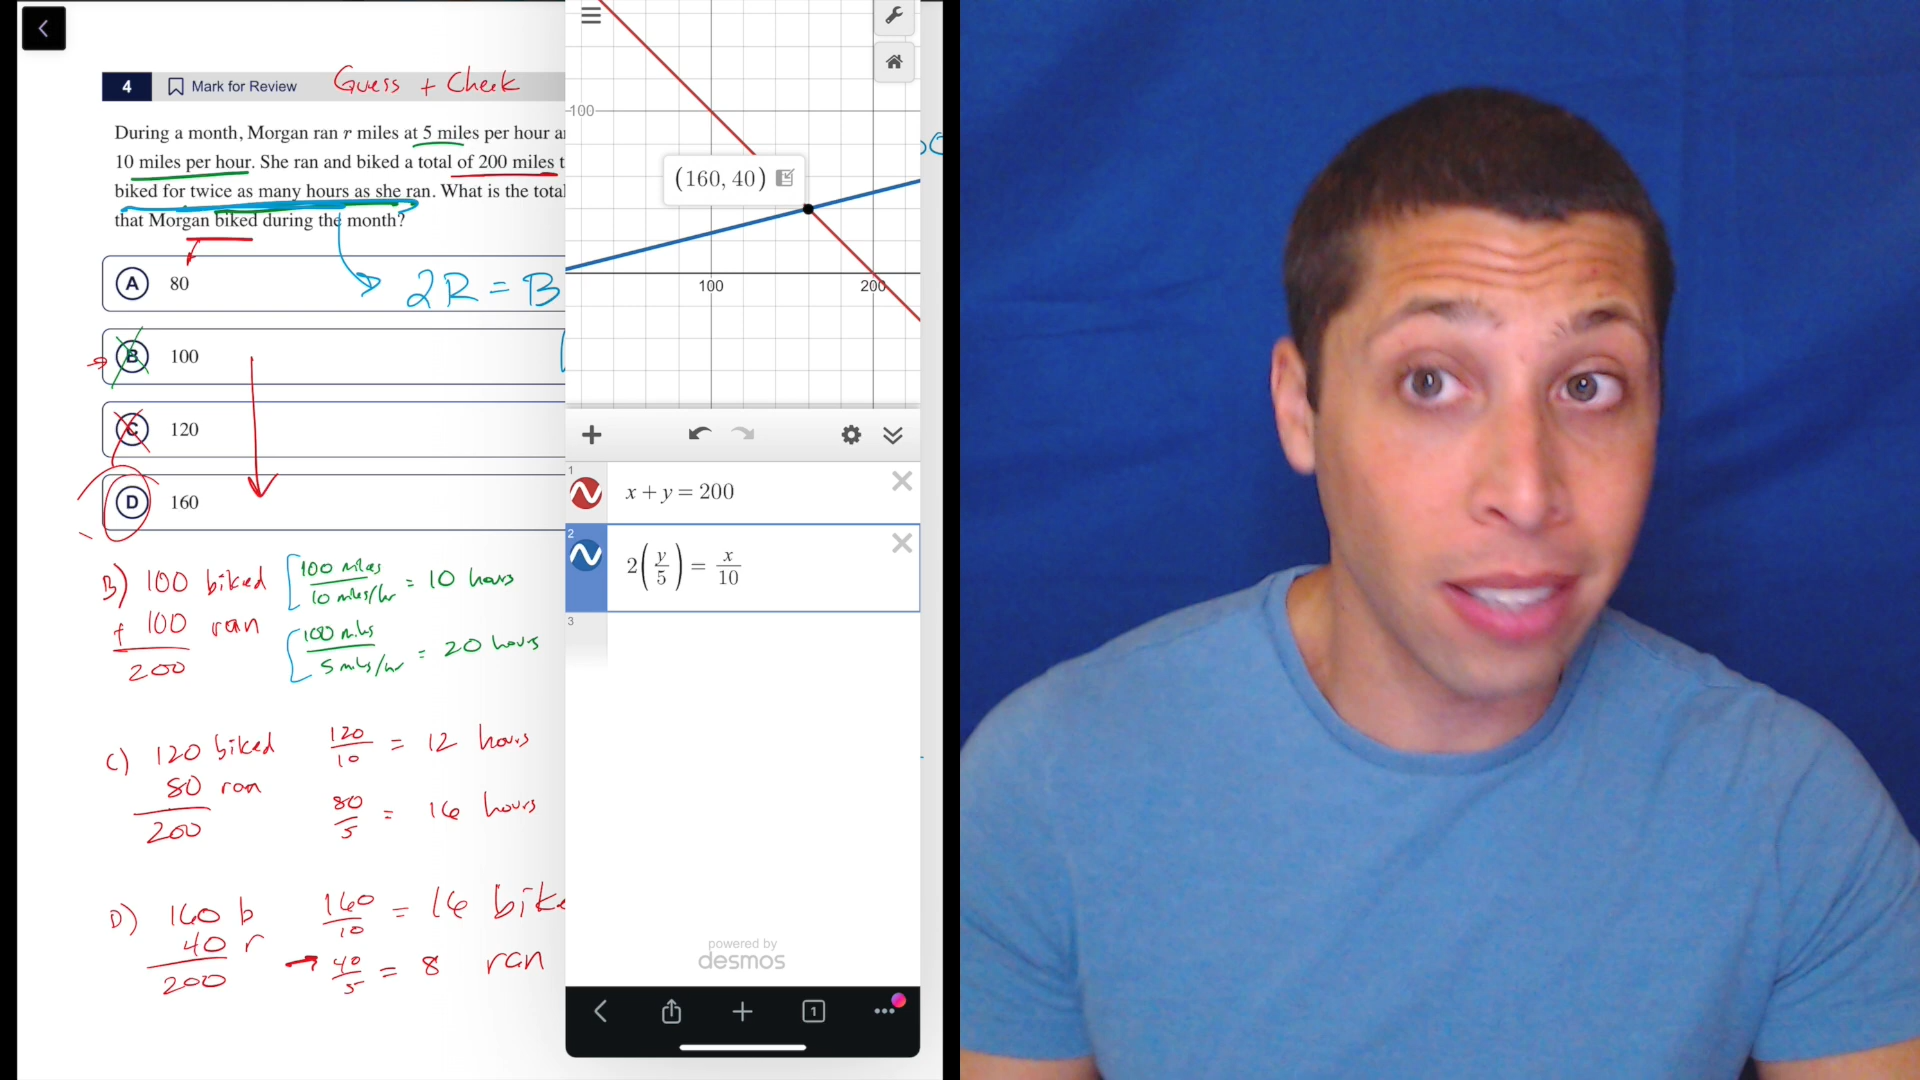 4
Mark for Review
Guess + Check
During a month, Morgan ran r miles at 5 miles per hour
10 miles per hour. She ran and biked a total of 200 miles
biked for twice as many hours as she ran. What is the total
that Morgan biked during the month?
A 80
2R = B
B 100
C 120
D 160
B) 100 biked
+ 100 ran
200
100 miles
10 miles/hr
= 10 hours
100 miles
5 miles/hr
= 20 hours
C) 120 biked
80 ran
200
120
10
= 12 hours
80
5
= 16 hours
D) 160 b
40 r
200
160
10
= 16 bike
40
5
= 8 ran
100
(160, 40)
100
200
1
x + y = 200
2
2(y/5) = x/10
3
powered by
desmos
1